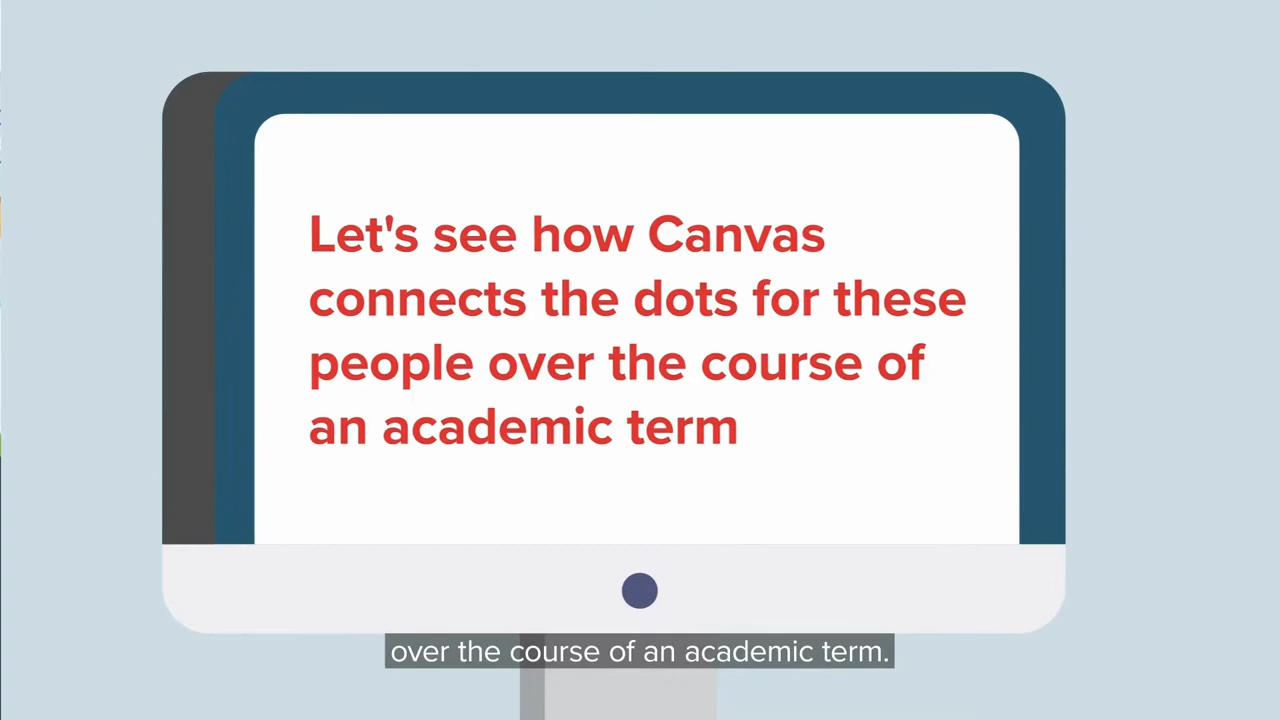 Let's see how Canvas
connects the dots for these
people over the course of
an academic term
over the course of an academic term.